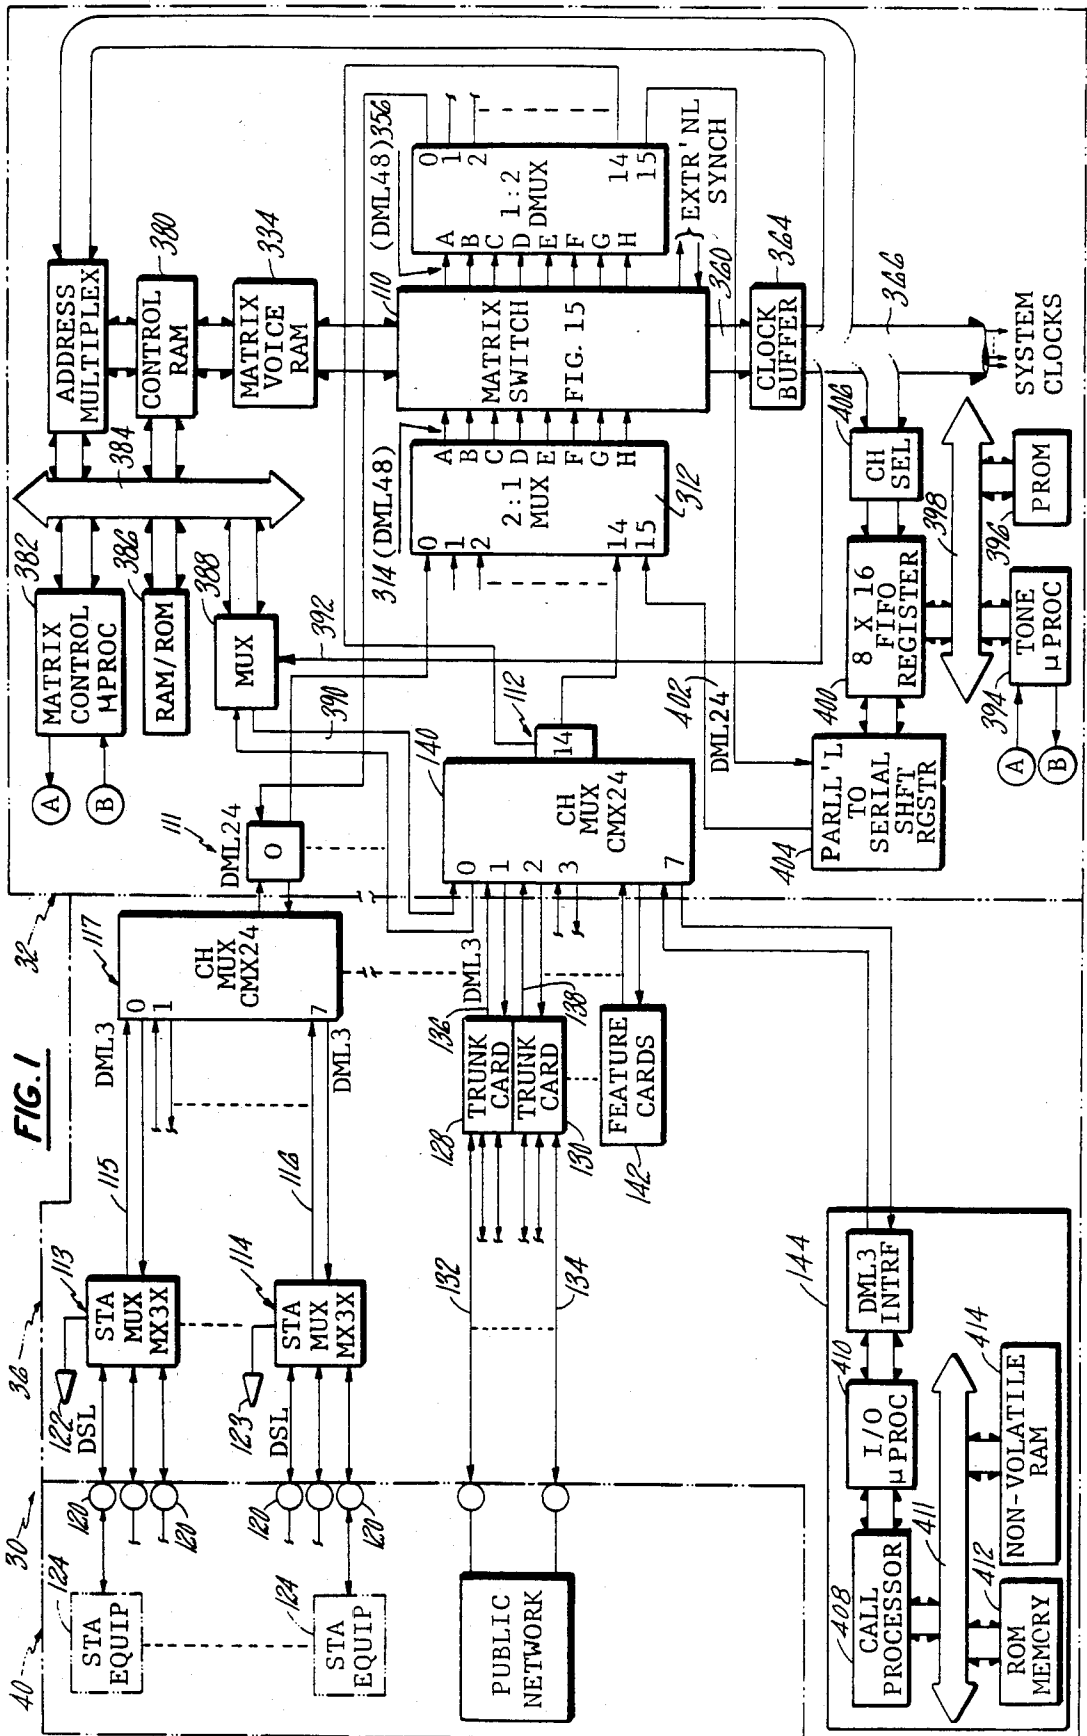 FIG. 1
40
30
36
32
STA
EQUIP
124
STA
EQUIP
124
120
120
120
120
DSL
122
DSL
123
113
STA
MUX
MX3X
114
STA
MUX
MX3X
115
116
DML3
0
1
7
DML3
117
CH
MUX
CMX24
111
DML24
0
PUBLIC
NETWORK
132
134
128
TRUNK
CARD
TRUNK
CARD
130
136
DML3
138
FEATURE
CARDS
142
140
0
1
2
3
7
CH
MUX
CMX24
14
112
144
DML3
INTRF
410
I/O
µPROC
408
CALL
PROCESSOR
411
412
ROM
MEMORY
414
NON-VOLATILE
RAM
A
B
382
MATRIX
CONTROL
µPROC
386
RAM/ROM
388
MUX
390
392
384
ADDRESS
MULTIPLEX
380
CONTROL
RAM
334
MATRIX
VOICE
RAM
314 (DML48)
0
1
2
14
15
2:1
MUX
A
B
C
D
E
F
G
H
312
110
MATRIX
SWITCH
FIG. 15
(DML48) 356
A
B
C
D
E
F
G
H
1:2
DMUX
0
1
2
14
15
EXTR'NL
SYNCH
360
364
CLOCK
BUFFER
366
SYSTEM
CLOCKS
402
DML24
404
PARLL'L
TO
SERIAL
SHFT
RGSTR
400
8 X 16
FIFO
REGISTER
406
CH
SEL
398
A
B
394
TONE
µPROC
396
PROM